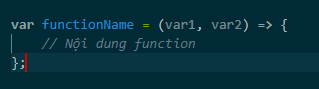 var functionName = (var1, var2) => {
// Nội dung function
};